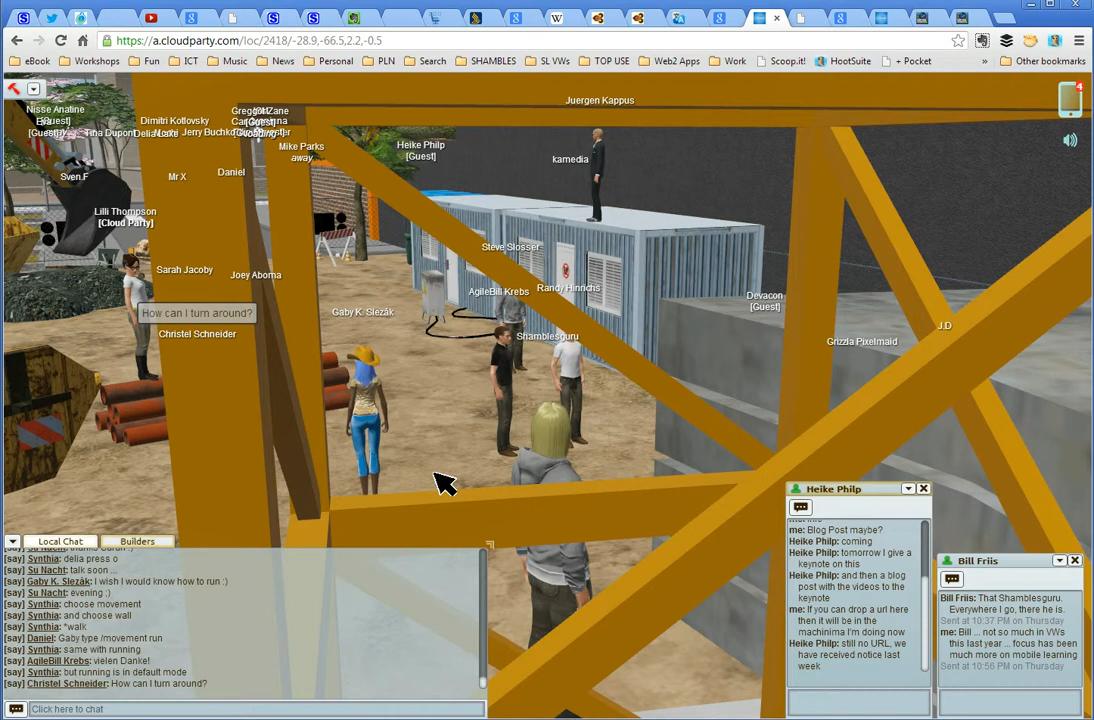 https://a.cloudparty.com/loc/2418/-28.9,-66.5,2.2,-0.5
eBook Workshops Fun ICT Music News Personal PLN Search SHAMBLES SL VWs TOP USE Web2 Apps Work Scoop.it! HootSuite + Pocket » Other bookmarks
4
Juergen Kappus
Nisse Anatine
[Guest]
Dimitri Kotlovsky
Tina Dupont
Jerry Buchko
Mike Parks
away
Heike Philp
[Guest]
kamedia
Sven.F
Mr X
Daniel
Lilli Thompson
[Cloud Party]
Steve Slosser
Sarah Jacoby
Joey Aboma
AgileBill Krebs
Randy Hinrichs
Devacon
[Guest]
How can I turn around?
Gaby K. Slezák
Christel Schneider
Shamblesguru
J.D
Grizzla Pixelmaid
Local Chat Builders
[say] Synthia: delia press o
[say] Su Nacht: talk soon ...
[say] Gaby K. Slezák: I wish I would know how to run :)
[say] Su Nacht: evening ;)
[say] Synthia: choose movement
[say] Synthia: and choose wall
[say] Synthia: *walk
[say] Daniel: Gaby type /movement run
[say] Synthia: same with running
[say] AgileBill Krebs: vielen Danke!
[say] Synthia: but running is in default mode
[say] Christel Schneider: How can I turn around?
Click here to chat
Heike Philp
me: Blog Post maybe?
Heike Philp: coming
Heike Philp: tomorrow I give a
keynote on this
Heike Philp: and then a blog
post with the videos to the
keynote
me: If you can drop a url here
then it will be in the
machinima I'm doing now
Heike Philp: still no URL, we
have received notice last
week
Bill Friis
Bill Friis: That Shamblesguru.
Everywhere I go, there he is.
Sent at 10:37 PM on Thursday
me: Bill ... not so much in VWs
this last year ... focus has been
much more on mobile learning
Sent at 10:56 PM on Thursday